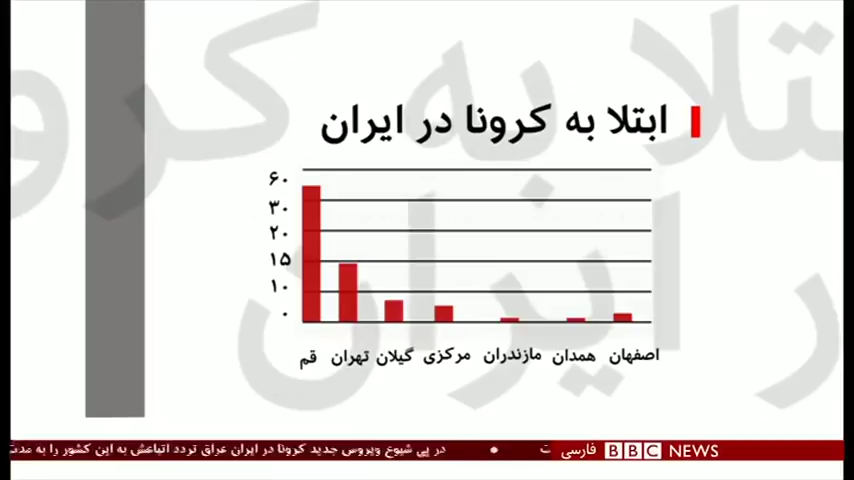 ابتلا به کرونا در ایران
۶۰
۳۰
۲۰
۱۵
۱۰
۰
قم تهران گیلان مرکزی مازندران همدان اصفهان
در پی شیوع ویروس جدید کرونا در ایران عراق تردد اتباعش به این کشور را به مدت
فارسی BBC NEWS